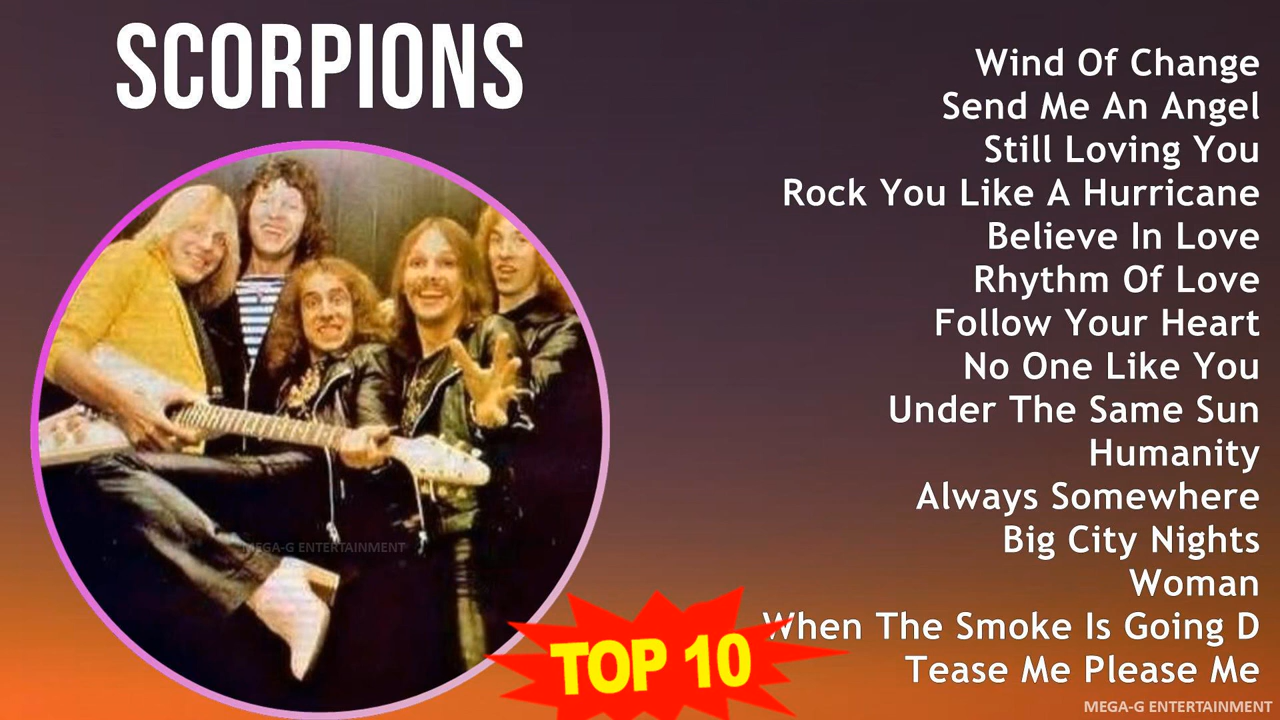 SCORPIONS
Wind Of Change
Send Me An Angel
Still Loving You
Rock You Like A Hurricane
Believe In Love
Rhythm Of Love
Follow Your Heart
No One Like You
Under The Same Sun
Humanity
Always Somewhere
Big City Nights
Woman
When The Smoke Is Going D
Tease Me Please Me
MEGA-G ENTERTAINMENT
TOP 10
MEGA-G ENTERTAINMENT